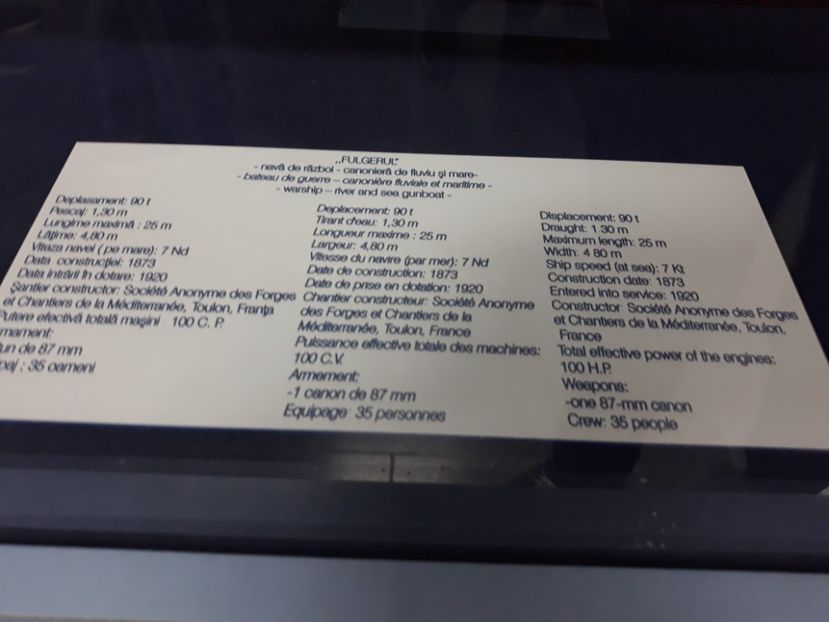 „FULGERUL"
- navă de război - canonieră de fluviu şi mare-
- bateau de guerre – canonière fluviale et maritime -
- warship – river and sea gunboat -
Deplasament: 90 t
Pescaj: 1,30 m
Lungime maximă : 25 m
Lăţime: 4,80 m
Viteza navei ( pe mare): 7 Nd
Data construcţiei: 1873
Data intrării în dotare: 1920
Şantier constructor: Société Anonyme des Forges
et Chantiers de la Méditerranée, Toulon, Franţa
Putere efectivă totală maşini : 100 C. P.
mament:
un de 87 mm
paj : 35 oameni
Deplacement: 90 t
Tirant d'eau: 1,30 m
Longueur maxime : 25 m
Largeur: 4,80 m
Vitesse du navire (par mer): 7 Nd
Date de construction: 1873
Date de prise en dotation: 1920
Chantier constructeur: Société Anonyme
des Forges et Chantiers de la
Méditerranée, Toulon, France
Puissance effective totale des machines:
100 C.V.
Armement:
-1 canon de 87 mm
Equipage: 35 personnes
Displacement: 90 t
Draught: 1.30 m
Maximum length: 25 m
Width: 4 80 m
Ship speed (at sea): 7 Kt
Construction date: 1873
Entered into service: 1920
Constructor: Société Anonyme des Forges
et Chantiers de la Méditerranée, Toulon,
France
Total effective power of the engines:
100 H.P.
Weapons:
-one 87-mm canon
Crew: 35 people